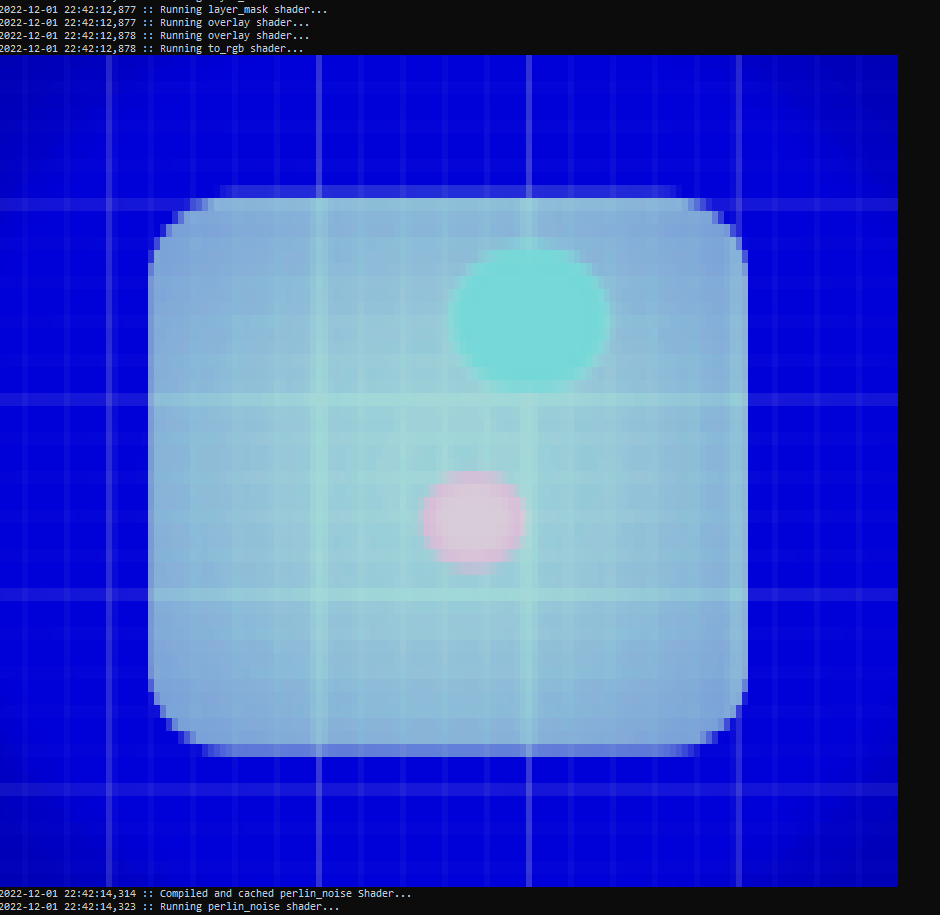 2022-12-01 22:42:12,877 :: Running layer_mask shader...
2022-12-01 22:42:12,877 :: Running overlay shader...
2022-12-01 22:42:12,878 :: Running overlay shader...
2022-12-01 22:42:12,878 :: Running to_rgb shader...
2022-12-01 22:42:14,314 :: Compiled and cached perlin_noise Shader...
2022-12-01 22:42:14,323 :: Running perlin_noise shader...